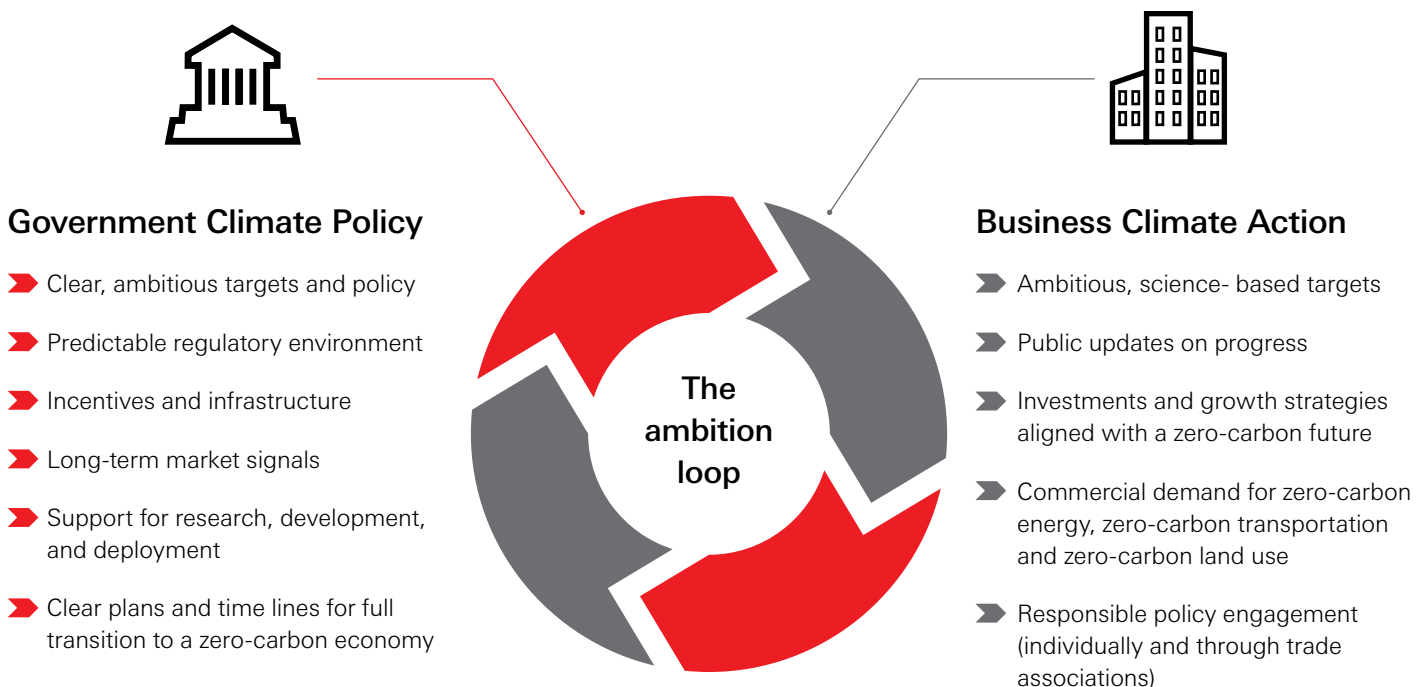 Government Climate Policy
Clear, ambitious targets and policy
Predictable regulatory environment
Incentives and infrastructure
Long-term market signals
Support for research, development,
and deployment
Clear plans and time lines for full
transition to a zero-carbon economy
The
ambition
loop
Business Climate Action
Ambitious, science- based targets
Public updates on progress
Investments and growth strategies
aligned with a zero-carbon future
Commercial demand for zero-carbon
energy, zero-carbon transportation
and zero-carbon land use
Responsible policy engagement
(individually and through trade
associations)